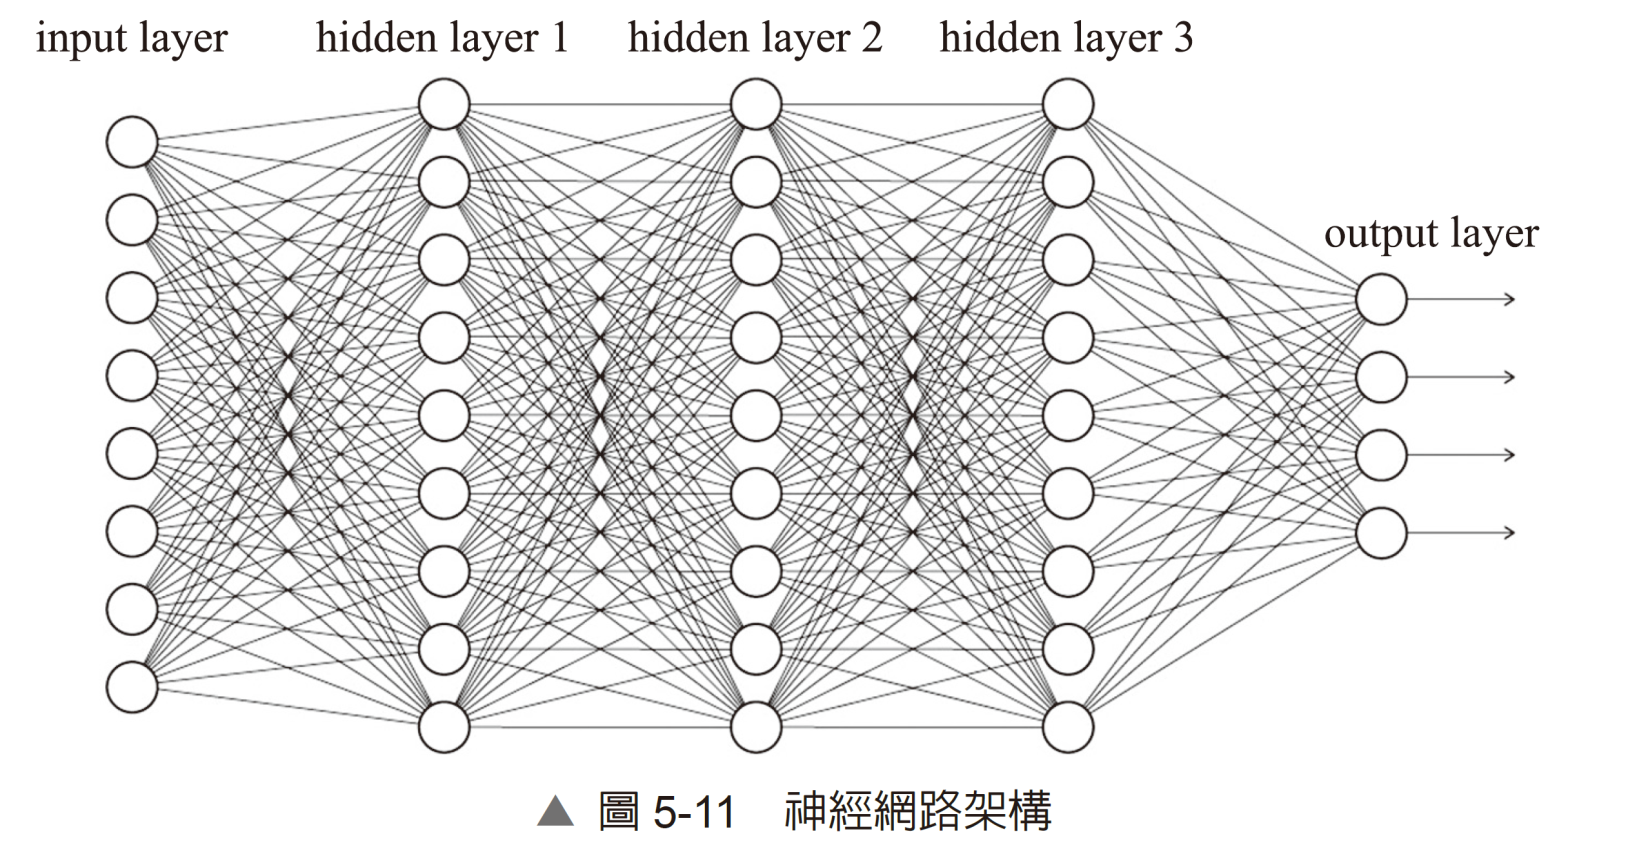 input layer hidden layer 1 hidden layer 2 hidden layer 3
output layer
▲ 圖 5-11 神經網路架構